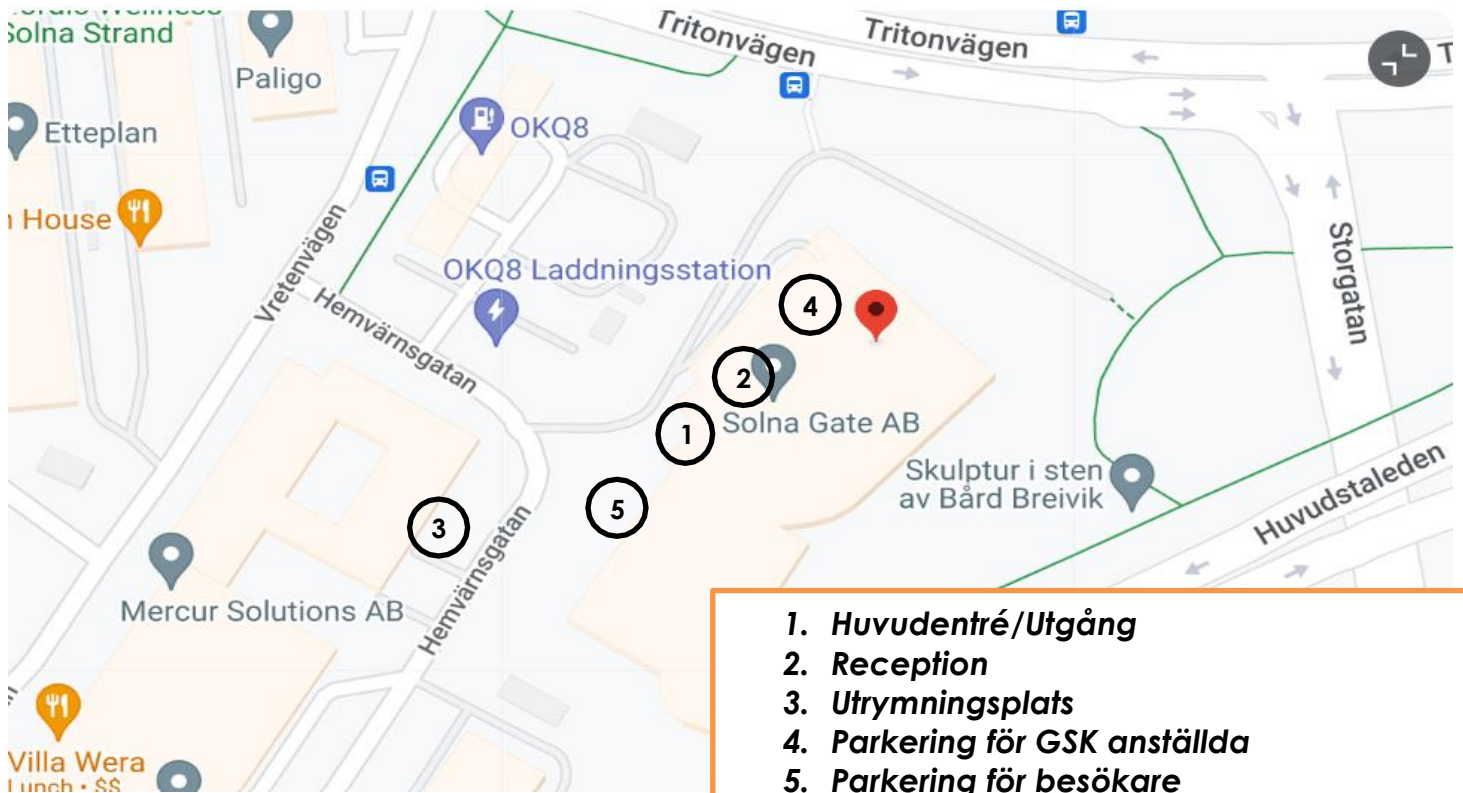 Solna Strand
Paligo
Etteplan
House
Tritonvägen
Tritonvägen
T
OKQ8
Vretenvägen
OKQ8 Laddningsstation
Hemvärnsgatan
Storgatan
4
2
Solna Gate AB
1
Skulptur i sten
av Bård Breivik
Huvudstaleden
5
3
Hemvärnsgatan
Mercur Solutions AB
Villa Wera
Lunch • $$
1. Huvudentré/Utgång
2. Reception
3. Utrymningsplats
4. Parkering för GSK anställda
5. Parkering för besökare